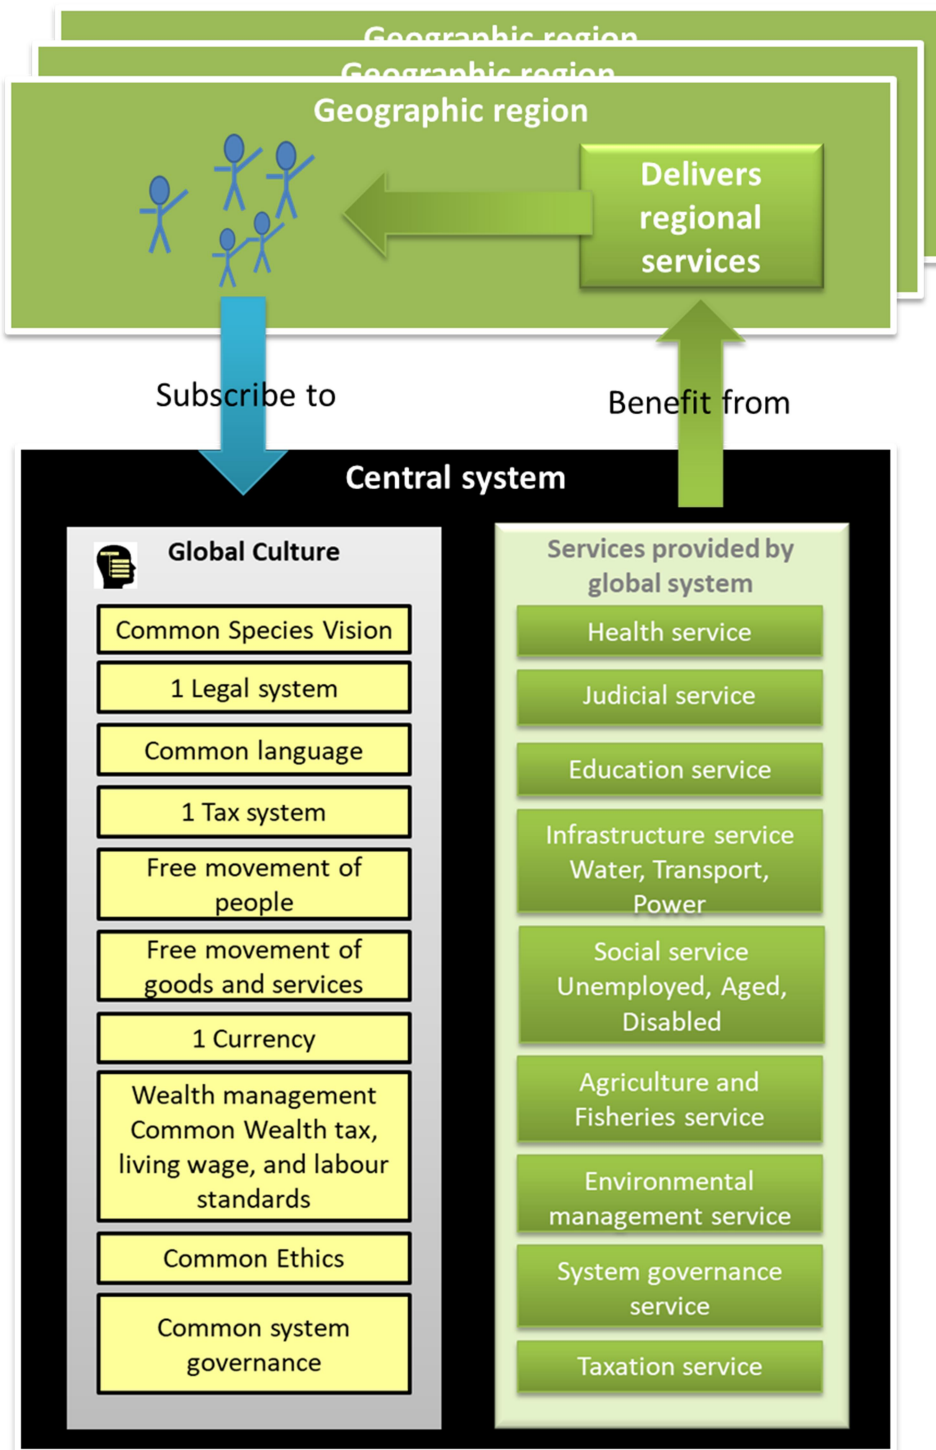 Geographic region
Geographic region
Geographic region
Delivers
regional
services
Subscribe to
Benefit from
Central system
Global Culture
Common Species Vision
1 Legal system
Common language
1 Tax system
Free movement of
people
Free movement of
goods and services
1 Currency
Wealth management
Common Wealth tax,
living wage, and labour
standards
Common Ethics
Common system
governance
Services provided by
global system
Health service
Judicial service
Education service
Infrastructure service
Water, Transport,
Power
Social service
Unemployed, Aged,
Disabled
Agriculture and
Fisheries service
Environmental
management service
System governance
service
Taxation service